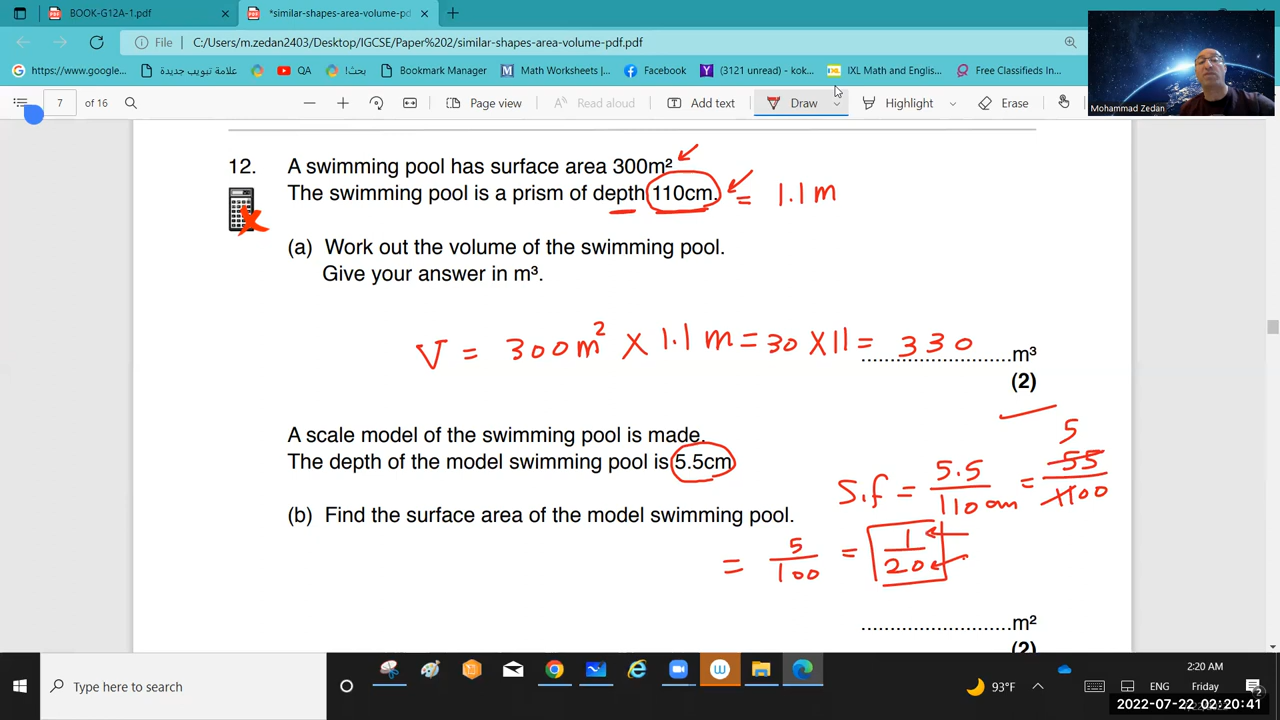 BOOK-G12A-1.pdf
*similar-shapes-area-volume-pd
File C:/Users/m.zedan2403/Desktop/IGCSE/Paper%202/similar-shapes-area-volume-pdf.pdf
https://www.google... علامة تبويب جديدة QA بحث! Bookmark Manager Math Worksheets |... Facebook (3121 unread) - kok... IXL Math and Englis... Free Classifieds In...
7 of 16 Page view Read aloud Add text Draw Highlight Erase
Mohammad Zedan
12. A swimming pool has surface area 300m²
The swimming pool is a prism of depth 110cm. = 1.1 m
(a) Work out the volume of the swimming pool.
Give your answer in m³.
V = 300m² X 1.1 m = 30 X 11 = 330 m³
(2)
A scale model of the swimming pool is made.
The depth of the model swimming pool is 5.5cm
S.f = 5.5/110cm = 55/1100 5
(b) Find the surface area of the model swimming pool.
= 5/100 = 1/20
m²
(2)
Type here to search
93°F
ENG
2:20 AM
Friday
2022-07-22 02:20:41